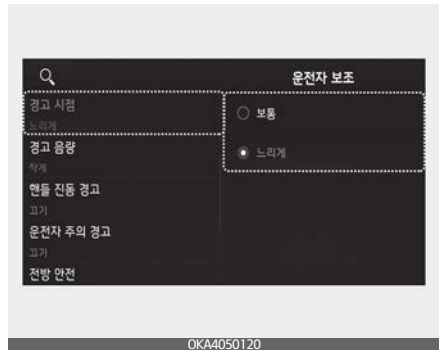 운전자 보조
경고 시점
느리게
경고 음량
작게
핸들 진동 경고
끄기
운전자 주의 경고
끄기
전방 안전
보통
느리게
OKA4050120